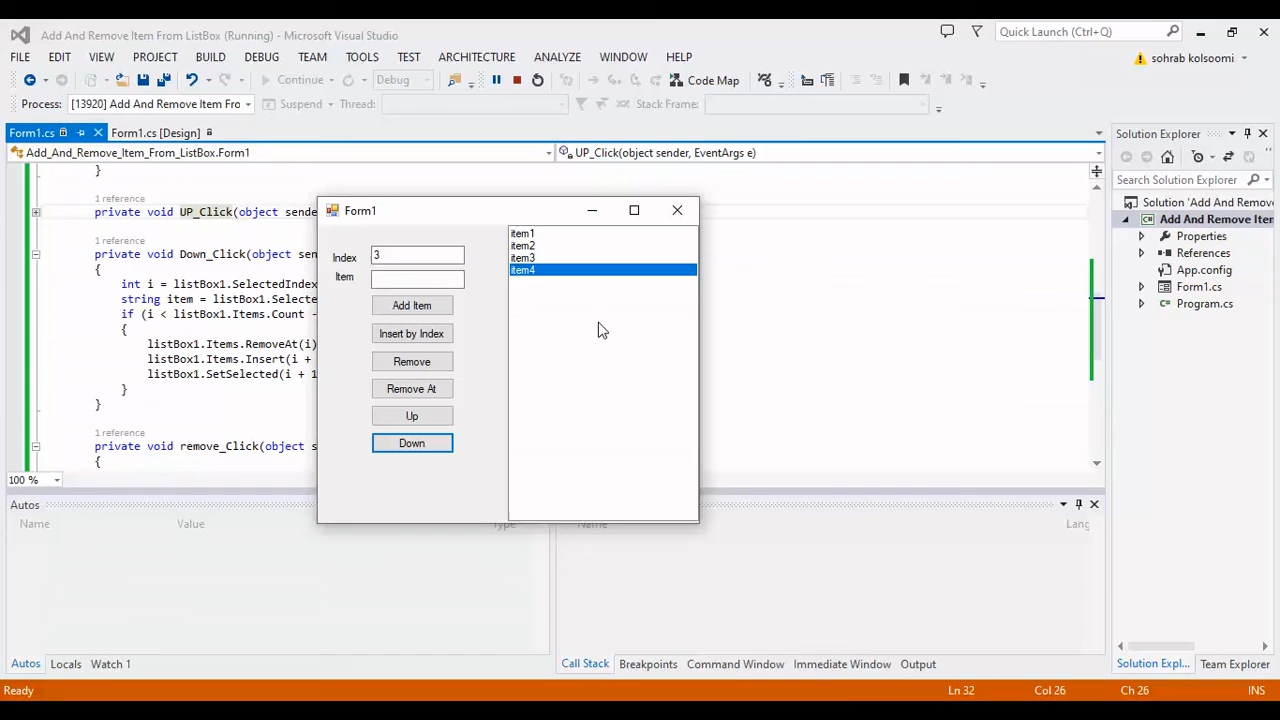 Add And Remove Item From ListBox (Running) - Microsoft Visual Studio
Quick Launch (Ctrl+Q)
FILE EDIT VIEW PROJECT BUILD DEBUG TEAM TOOLS TEST ARCHITECTURE ANALYZE WINDOW HELP
sohrab kolsoomi
Continue Debug Code Map
Process: [13920] Add And Remove Item Fro Suspend Thread: Stack Frame:
Form1.cs Form1.cs [Design]
Add_And_Remove_Item_From_ListBox.Form1 UP_Click(object sender, EventArgs e)
}
1 reference
private void UP_Click(object sende
1 reference
private void Down_Click(object sen
{
int i = listBox1.SelectedIndex
string item = listBox1.Selecte
if (i < listBox1.Items.Count -
{
listBox1.Items.RemoveAt(i)
listBox1.Items.Insert(i +
listBox1.SetSelected(i + 1
}
}
1 reference
private void remove_Click(object s
{
100 %
Form1
Index 3
Item
Add Item
Insert by Index
Remove
Remove At
Up
Down
item1
item2
item3
item4
Solution Explorer
Search Solution Explorer
Solution 'Add And Remove
Add And Remove Item
Properties
References
App.config
Form1.cs
Program.cs
Autos
Name Value Type
Name Lang
Autos Locals Watch 1
Call Stack Breakpoints Command Window Immediate Window Output
Solution Expl... Team Explorer
Ready Ln 32 Col 26 Ch 26 INS